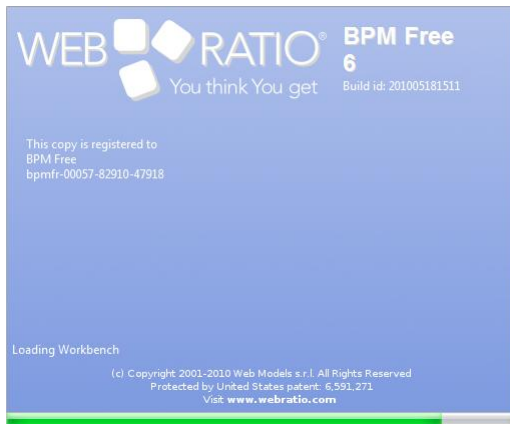 WEB RATIO®
You think You get
BPM Free
6
Build id: 201005181511
This copy is registered to
BPM Free
bpmfr-00057-82910-47918
Loading Workbench
(c) Copyright 2001-2010 Web Models s.r.l. All Rights Reserved
Protected by United States patent: 6,591,271
Visit www.webratio.com